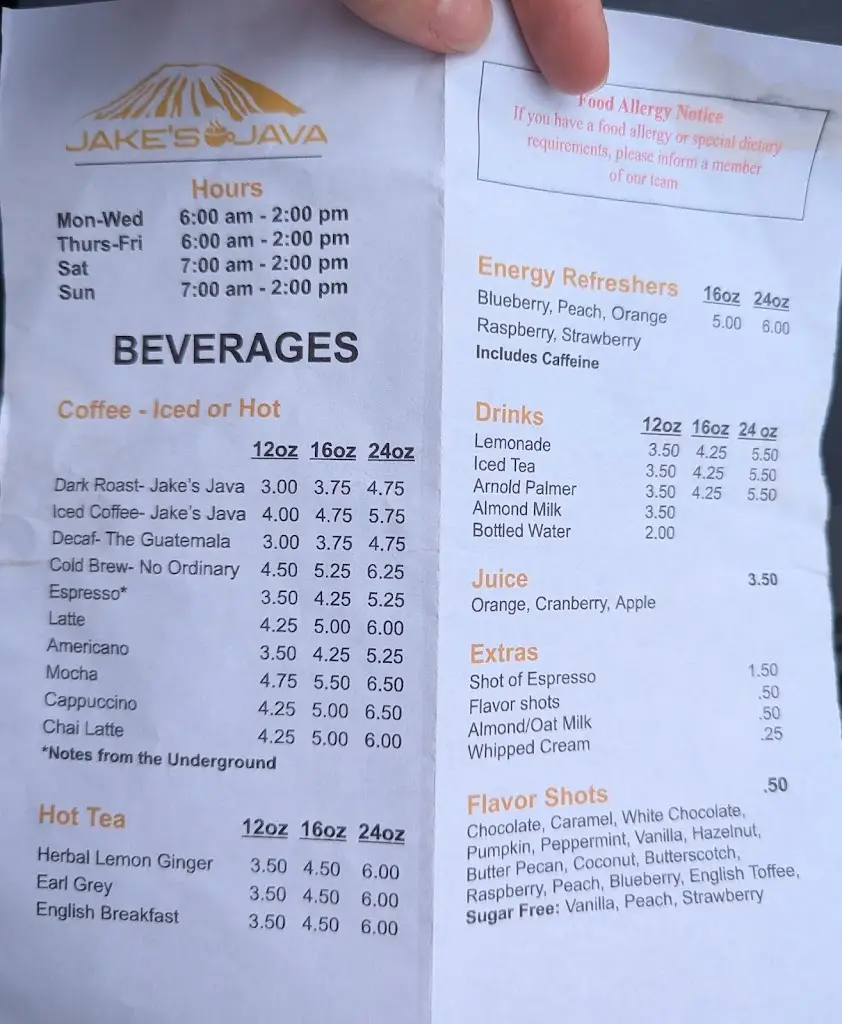 JAKE'S JAVA
Hours
Mon-Wed 6:00 am - 2:00 pm
Thurs-Fri 6:00 am - 2:00 pm
Sat 7:00 am - 2:00 pm
Sun 7:00 am - 2:00 pm
BEVERAGES
Coffee - Iced or Hot
12oz 16oz 24oz
Dark Roast- Jake's Java 3.00 3.75 4.75
Iced Coffee- Jake's Java 4.00 4.75 5.75
Decaf- The Guatemala 3.00 3.75 4.75
Cold Brew- No Ordinary 4.50 5.25 6.25
Espresso* 3.50 4.25 5.25
Latte 4.25 5.00 6.00
Americano 3.50 4.25 5.25
Mocha 4.75 5.50 6.50
Cappuccino 4.25 5.00 6.50
Chai Latte 4.25 5.00 6.00
*Notes from the Underground
Hot Tea 12oz 16oz 24oz
Herbal Lemon Ginger 3.50 4.50 6.00
Earl Grey 3.50 4.50 6.00
English Breakfast 3.50 4.50 6.00
Food Allergy Notice
If you have a food allergy or special dietary
requirements, please inform a member
of our team
Energy Refreshers 16oz 24oz
Blueberry, Peach, Orange 5.00 6.00
Raspberry, Strawberry
Includes Caffeine
Drinks 12oz 16oz 24 oz
Lemonade 3.50 4.25 5.50
Iced Tea 3.50 4.25 5.50
Arnold Palmer 3.50 4.25 5.50
Almond Milk 3.50
Bottled Water 2.00
Juice 3.50
Orange, Cranberry, Apple
Extras
Shot of Espresso 1.50
Flavor shots .50
Almond/Oat Milk .50
Whipped Cream .25
Flavor Shots .50
Chocolate, Caramel, White Chocolate,
Pumpkin, Peppermint, Vanilla, Hazelnut,
Butter Pecan, Coconut, Butterscotch,
Raspberry, Peach, Blueberry, English Toffee,
Sugar Free: Vanilla, Peach, Strawberry